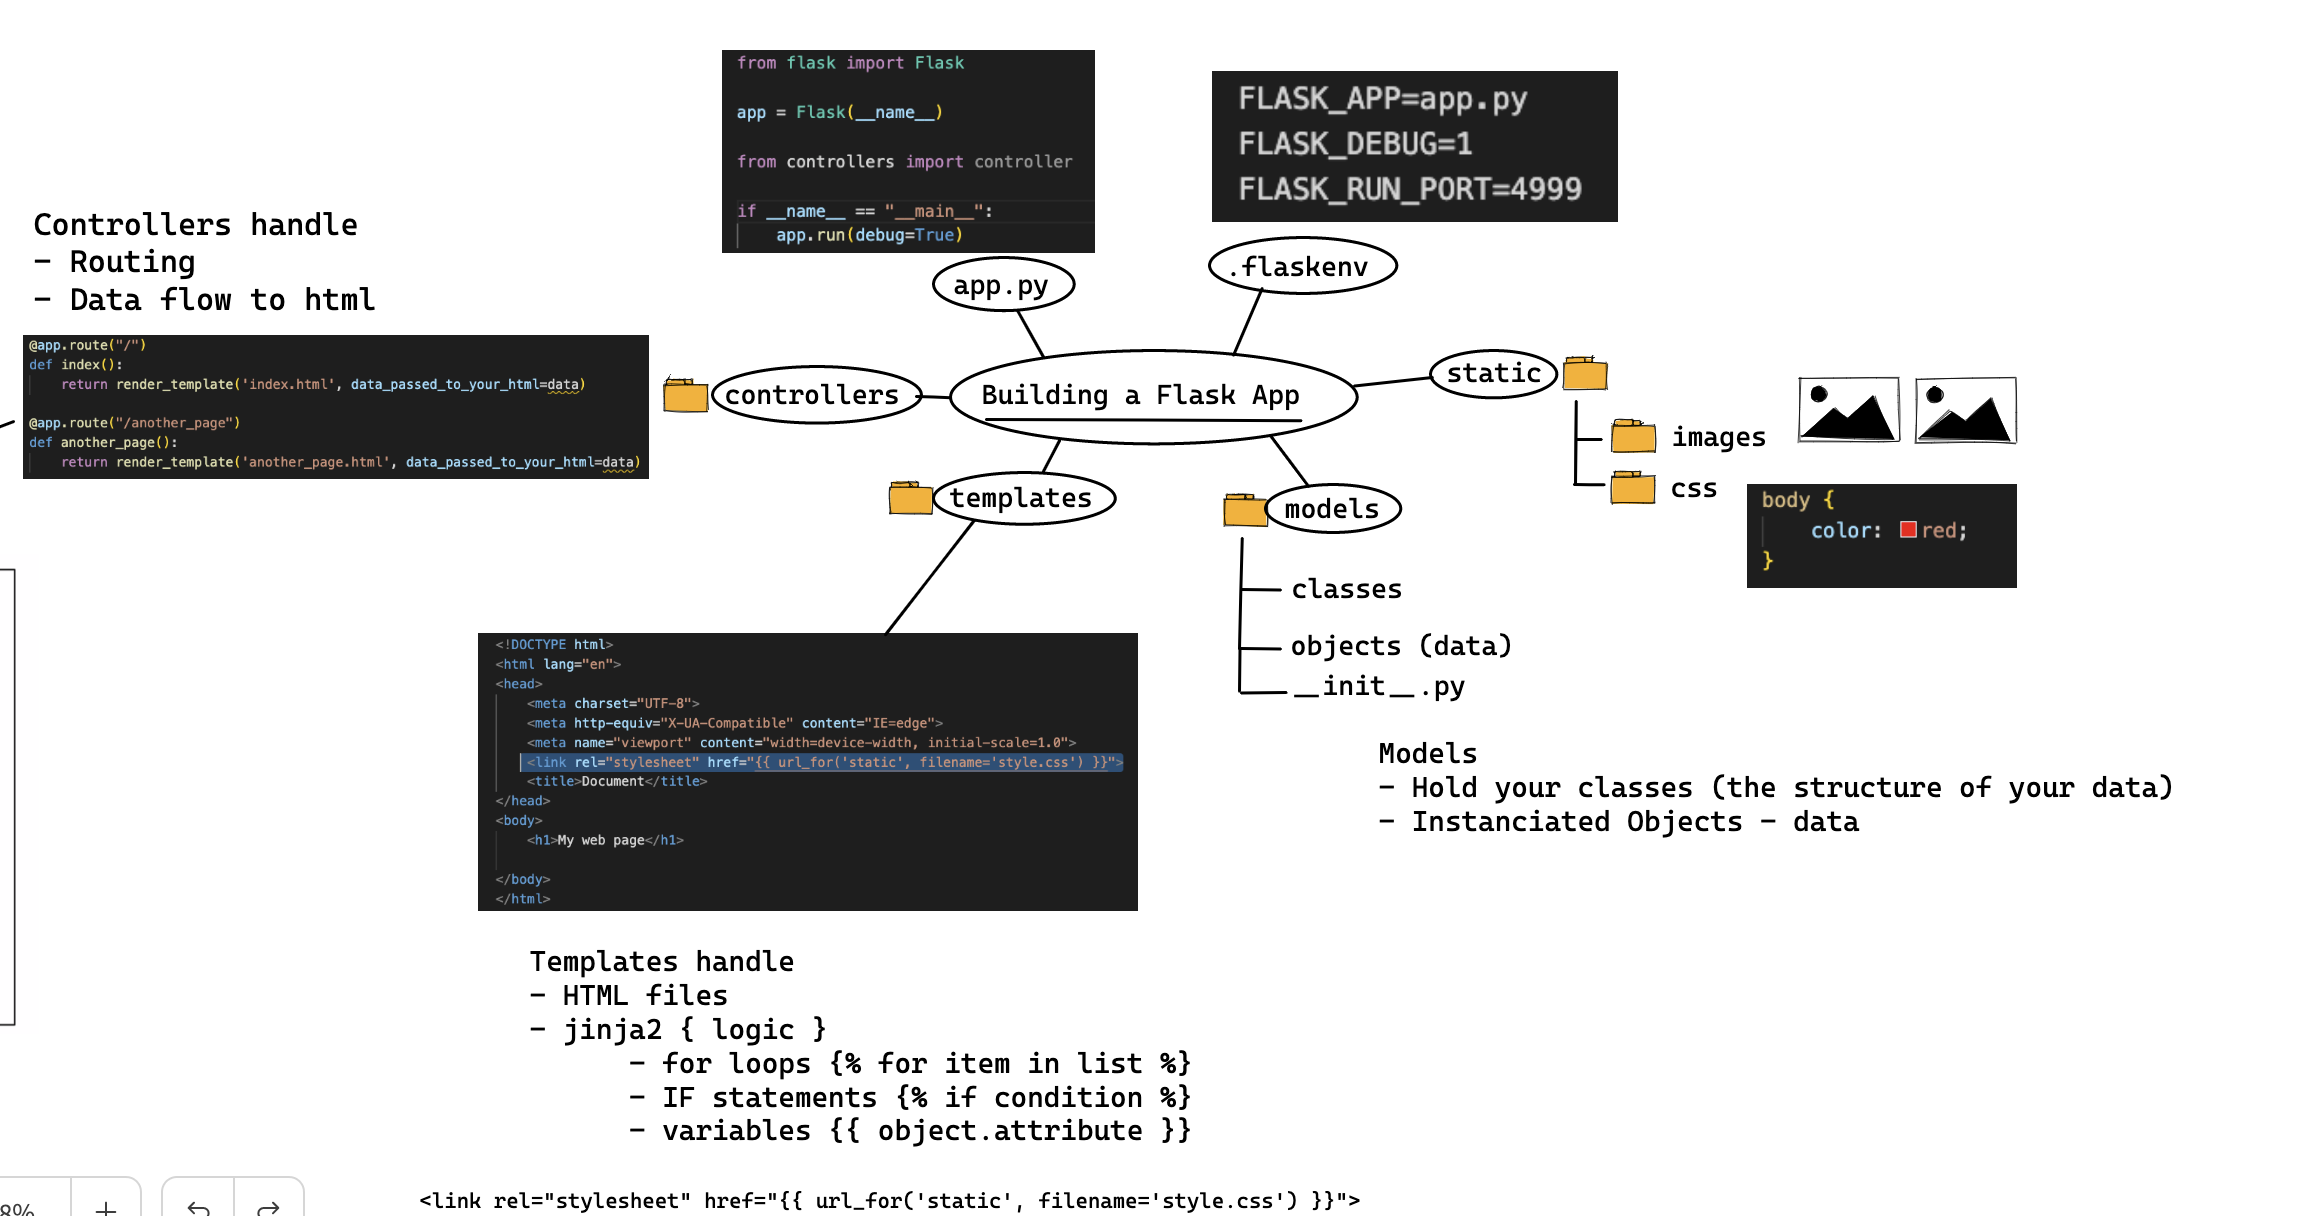 from flask import Flask
app = Flask(__name__)
from controllers import controller
if __name__ == "__main__":
    app.run(debug=True)
FLASK_APP=app.py
FLASK_DEBUG=1
FLASK_RUN_PORT=4999
Controllers handle
- Routing
- Data flow to html
@app.route("/")
def index():
    return render_template('index.html', data_passed_to_your_html=data)
@app.route("/another_page")
def another_page():
    return render_template('another_page.html', data_passed_to_your_html=data)
app.py
.flaskenv
controllers
Building a Flask App
static
images
css
body {
    color: red;
}
templates
models
classes
objects (data)
__init__.py
<!DOCTYPE html>
<html lang="en">
<head>
    <meta charset="UTF-8">
    <meta http-equiv="X-UA-Compatible" content="IE=edge">
    <meta name="viewport" content="width=device-width, initial-scale=1.0">
    <link rel="stylesheet" href="{{ url_for('static', filename='style.css') }}">
    <title>Document</title>
</head>
<body>
    <h1>My web page</h1>
</body>
</html>
Models
- Hold your classes (the structure of your data)
- Instanciated Objects - data
Templates handle
- HTML files
- jinja2 { logic }
- for loops {% for item in list %}
- IF statements {% if condition %}
- variables {{ object.attribute }}
<link rel="stylesheet" href="{{ url_for('static', filename='style.css') }}">
8%